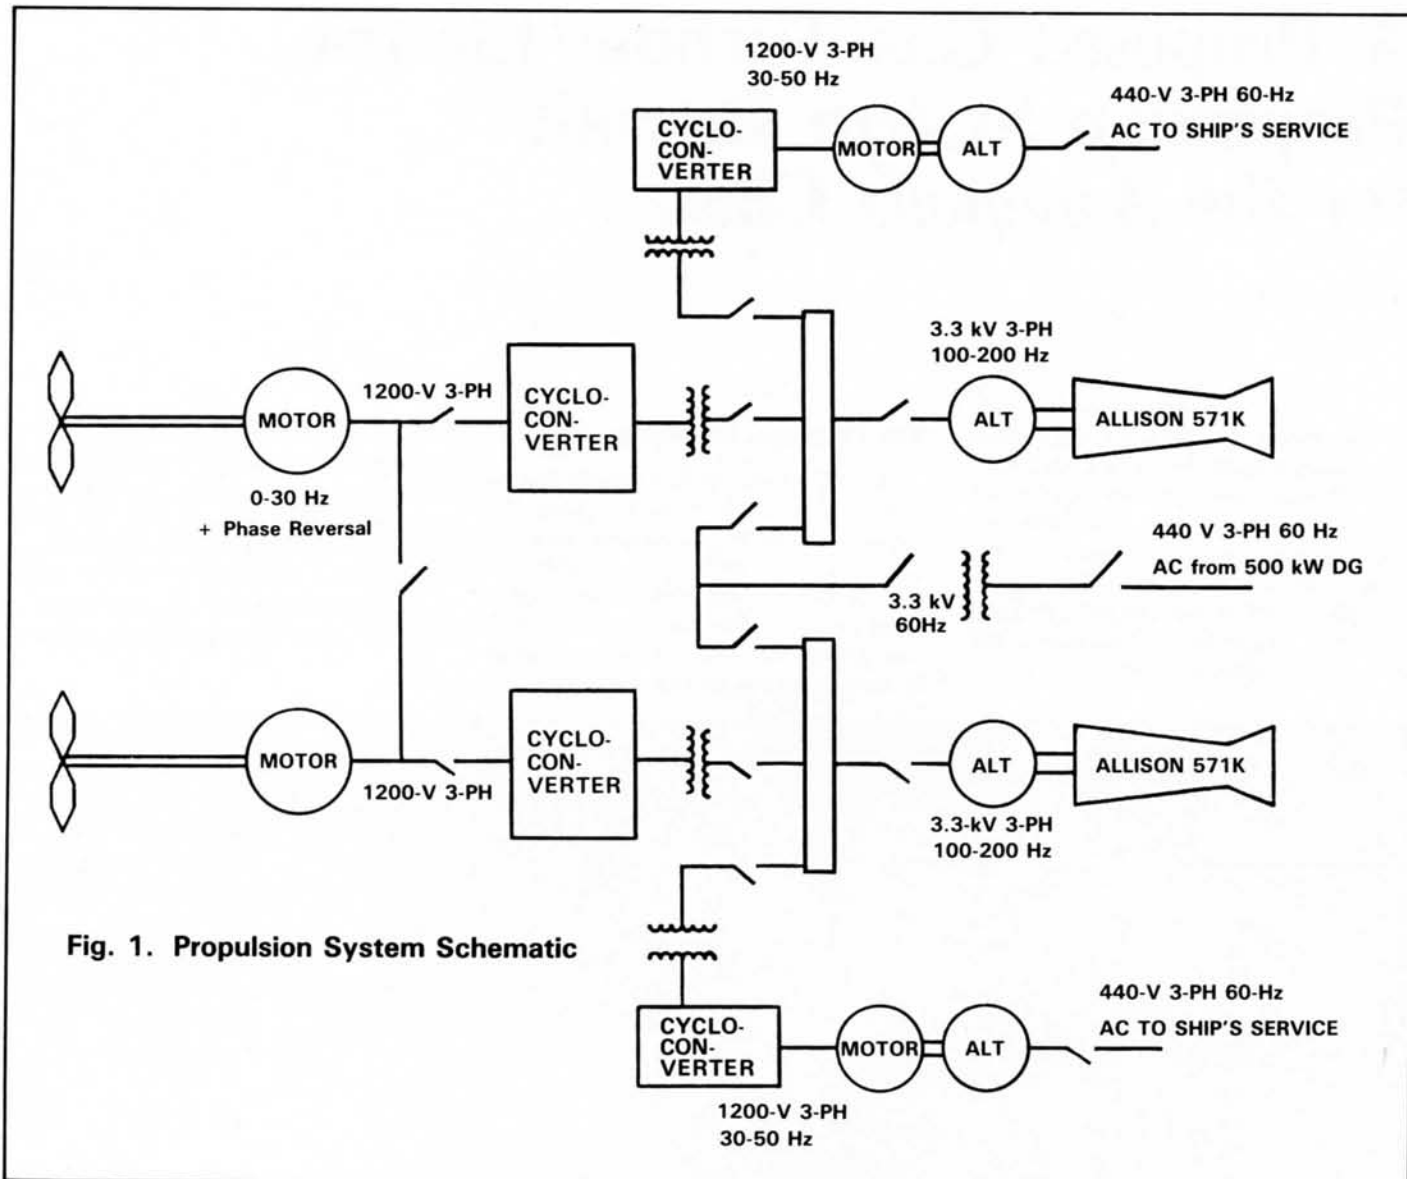 1200-V 3-PH
30-50 Hz
440-V 3-PH 60-Hz
AC TO SHIP'S SERVICE
CYCLO-
CON-
VERTER
MOTOR
ALT
3.3 kV 3-PH
100-200 Hz
1200-V 3-PH
CYCLO-
CON-
VERTER
MOTOR
ALT
ALLISON 571K
0-30 Hz
+ Phase Reversal
440 V 3-PH 60 Hz
AC from 500 kW DG
3.3 kV
60Hz
MOTOR
1200-V 3-PH
CYCLO-
CON-
VERTER
ALT
ALLISON 571K
3.3-kV 3-PH
100-200 Hz
Fig. 1. Propulsion System Schematic
440-V 3-PH 60-Hz
AC TO SHIP'S SERVICE
CYCLO-
CON-
VERTER
MOTOR
ALT
1200-V 3-PH
30-50 Hz